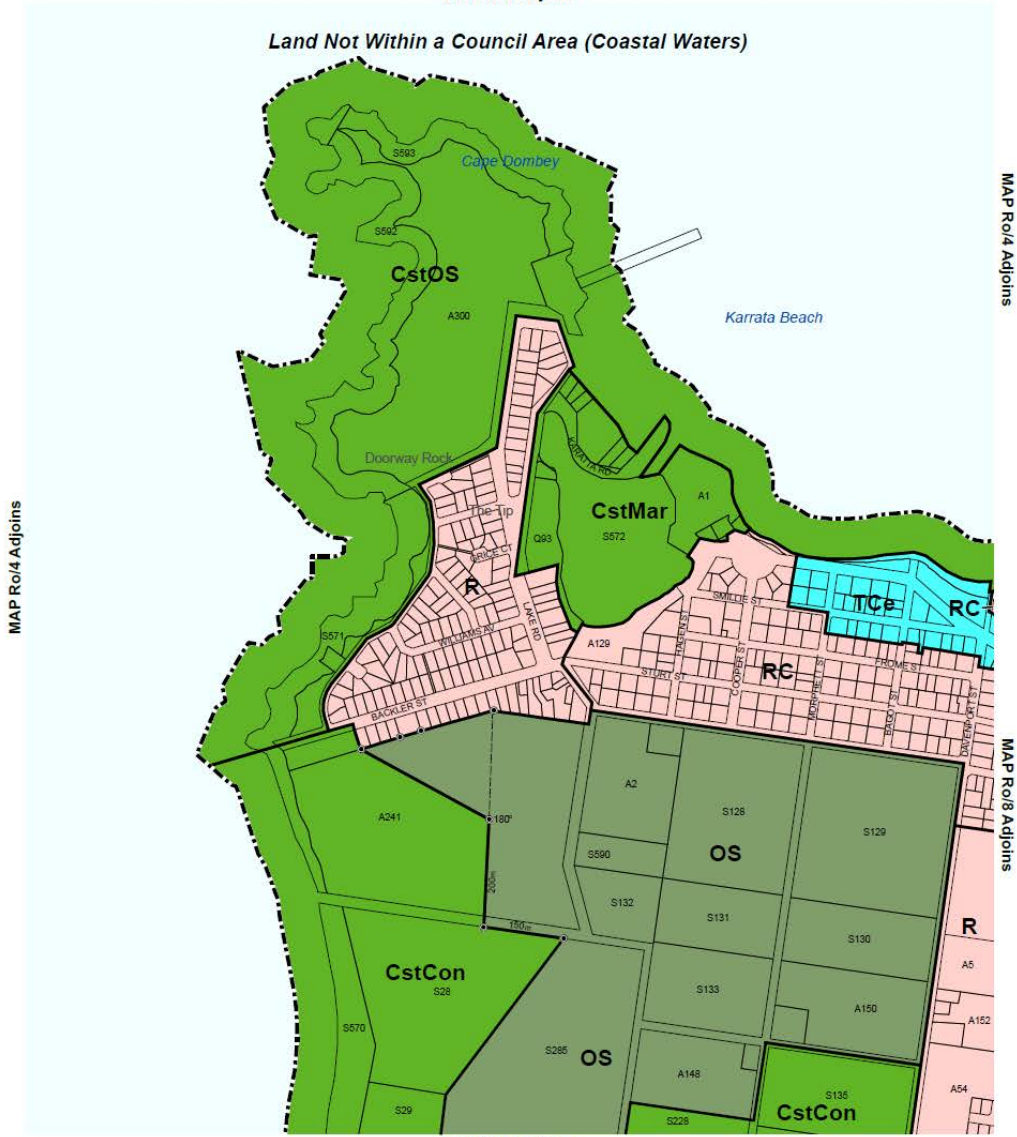 Land Not Within a Council Area (Coastal Waters)
S593
Cape Dombey
MAP Ro/4 Adjoins
S592
CstOS
A300
Karrata Beach
Doorway Rock
KARATTA RD
The Tip
A1
CstMar
S572
Q93
GRICE CT
MAP Ro/4 Adjoins
R
SMILLIE ST
TCe
RC
LAKE RD
HAGEN ST
S571
WILLIAMS AV
A129
COOPER ST
FROME ST
STURT ST
RC
MORPHETT ST
BAGOT ST
DAVENPORT ST
BACKLER ST
MAP Ro/8 Adjoins
A2
S126
A241
180°
S129
OS
S590
200m
S132
S131
150m
R
S130
A5
CstCon
S28
S133
A150
A152
S570
S265
OS
A148
A54
S135
S29
CstCon
S228